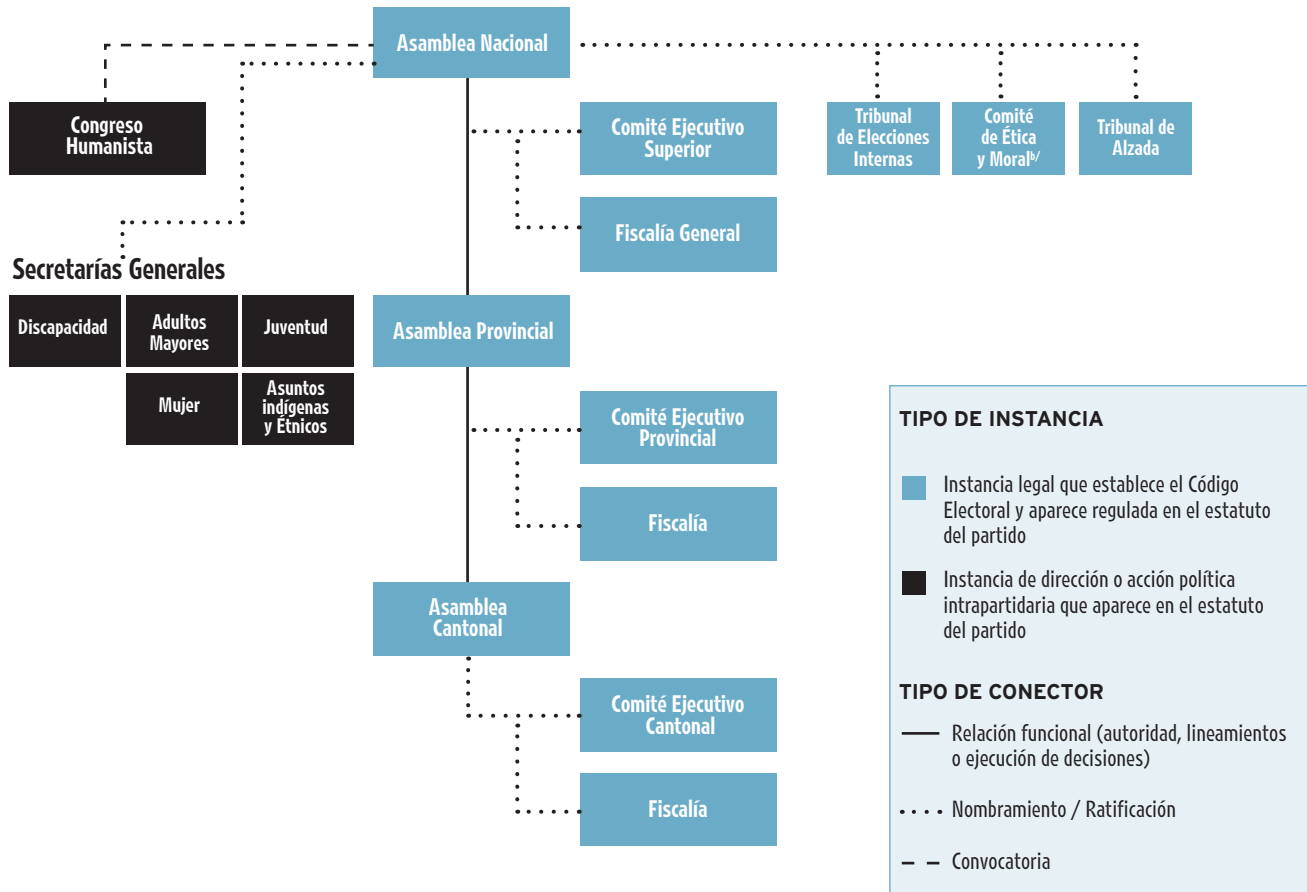 Asamblea Nacional
Congreso
Humanista
Comité Ejecutivo
Superior
Tribunal
de Elecciones
Internas
Comité
de Ética
y Moral b/
Tribunal de
Alzada
Fiscalía General
Secretarías Generales
Discapacidad
Adultos
Mayores
Juventud
Mujer
Asuntos
indígenas
y Étnicos
Asamblea Provincial
Comité Ejecutivo
Provincial
Fiscalía
Asamblea
Cantonal
Comité Ejecutivo
Cantonal
Fiscalía
TIPO DE INSTANCIA
Instancia legal que establece el Código
Electoral y aparece regulada en el estatuto
del partido
Instancia de dirección o acción política
intrapartidaria que aparece en el estatuto
del partido
TIPO DE CONECTOR
Relación funcional (autoridad, lineamientos
o ejecución de decisiones)
Nombramiento / Ratificación
Convocatoria